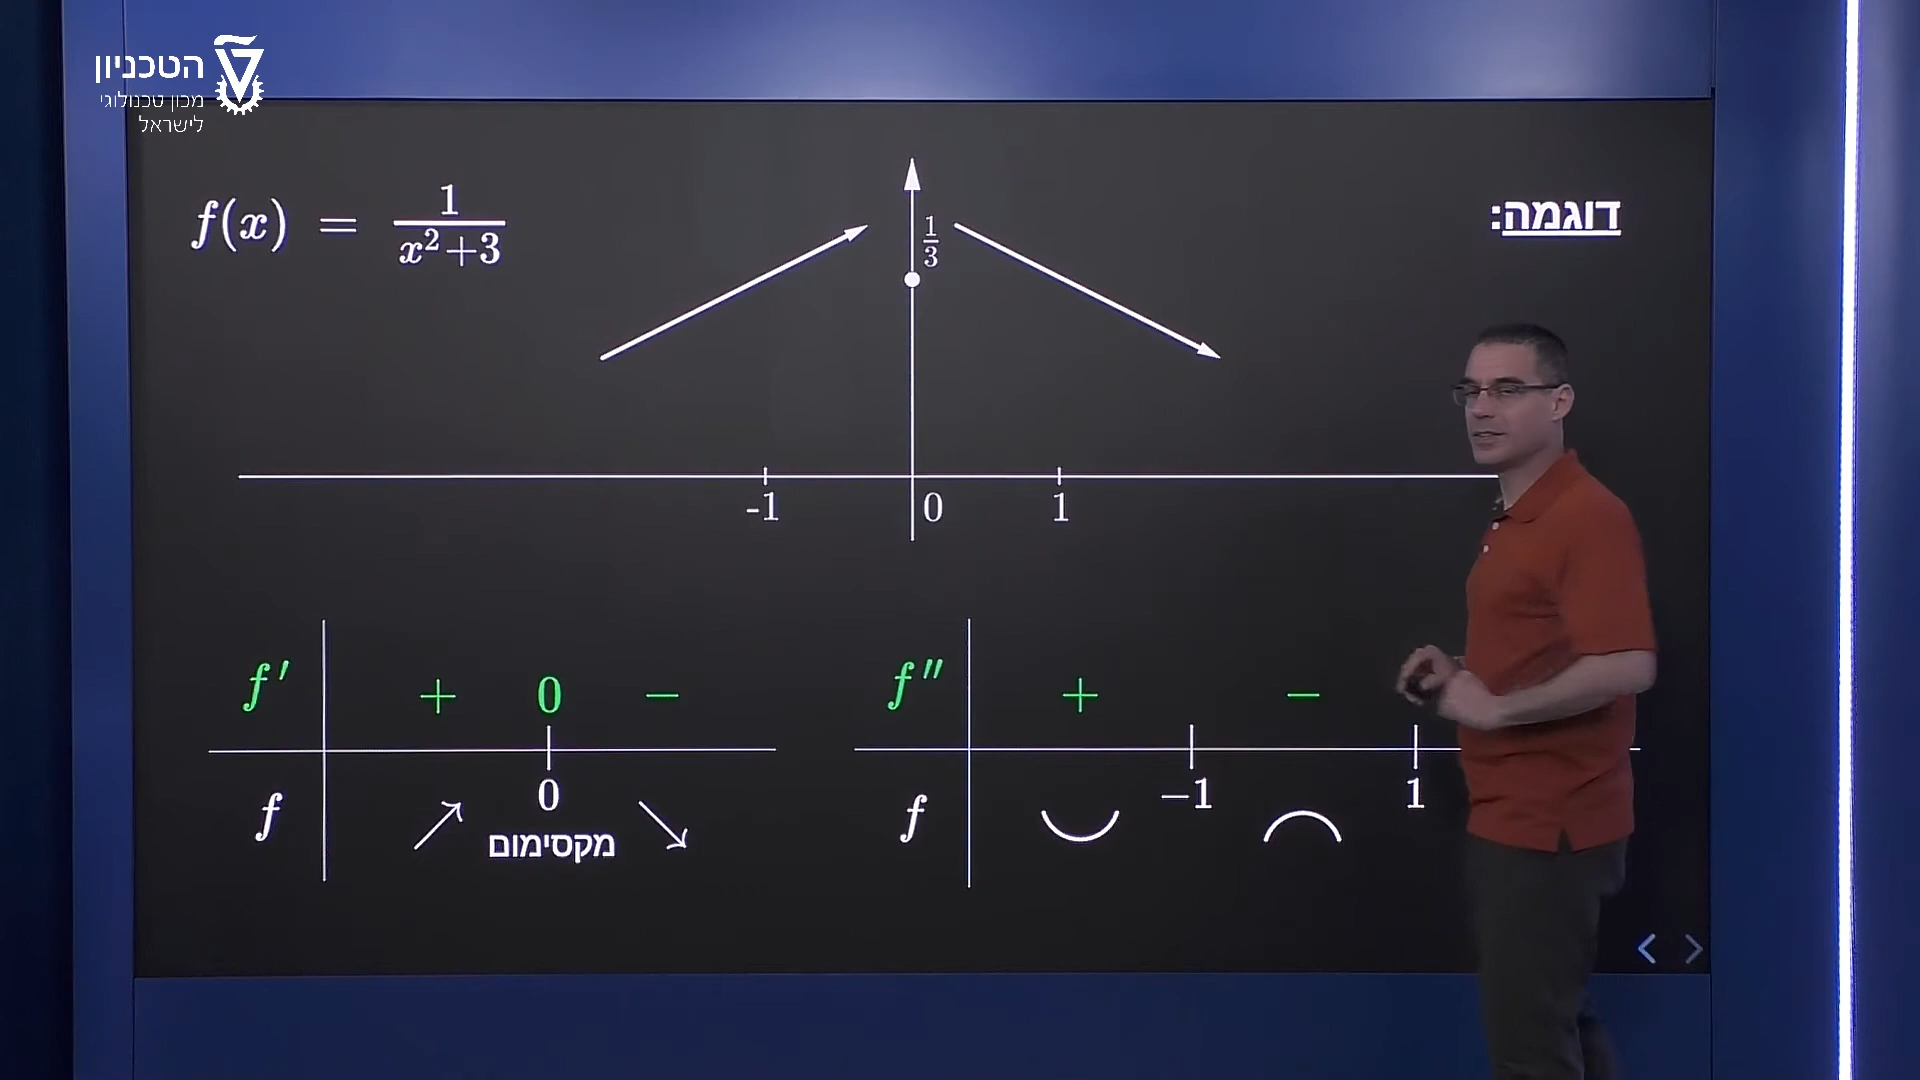 הטכניון
מכון טכנולוגי
לישראל
דוגמה:
f(x) = 1/(x²+3)
1/3
-1 0 1
f′ + 0 −
0
f
מקסימום
f″ + −
−1 1
f